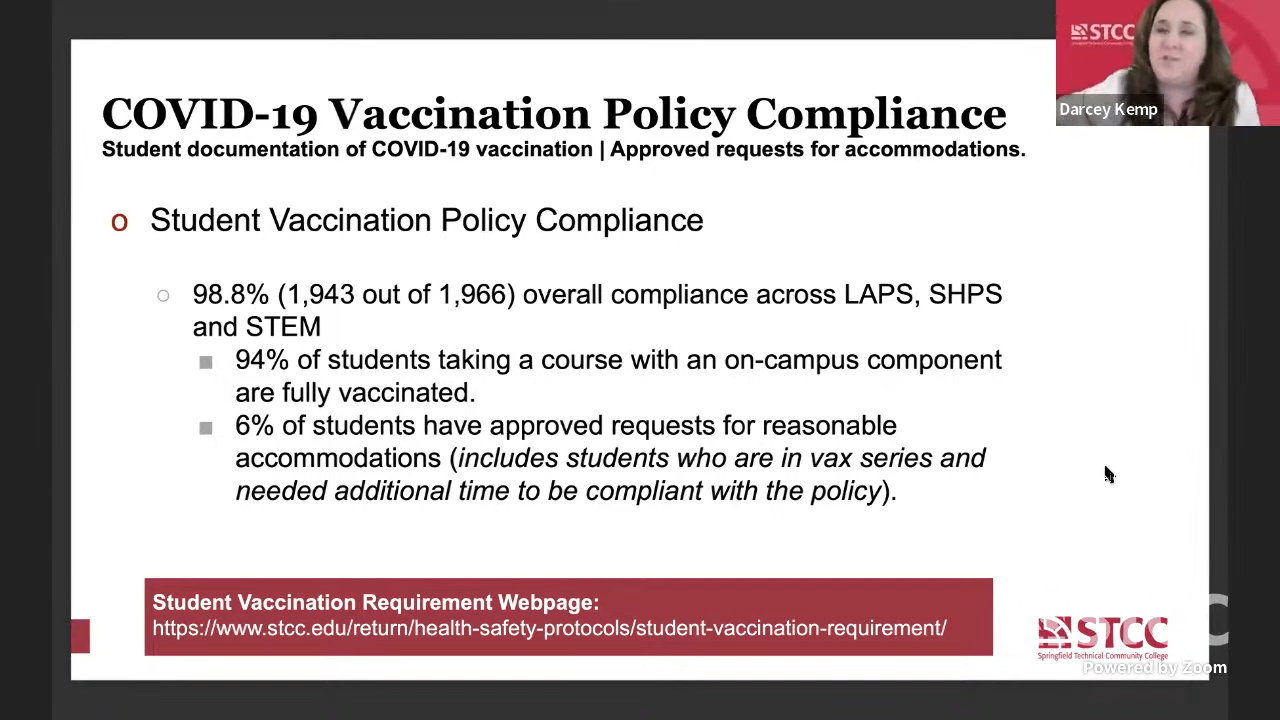 STCC
Darcey Kemp
COVID-19 Vaccination Policy Compliance
Student documentation of COVID-19 vaccination | Approved requests for accommodations.
o Student Vaccination Policy Compliance
98.8% (1,943 out of 1,966) overall compliance across LAPS, SHPS
and STEM
94% of students taking a course with an on-campus component
are fully vaccinated.
6% of students have approved requests for reasonable
accommodations (includes students who are in vax series and
needed additional time to be compliant with the policy).
Student Vaccination Requirement Webpage:
https://www.stcc.edu/return/health-safety-protocols/student-vaccination-requirement/
STCC
Springfield Technical Community College
Powered by Zoom